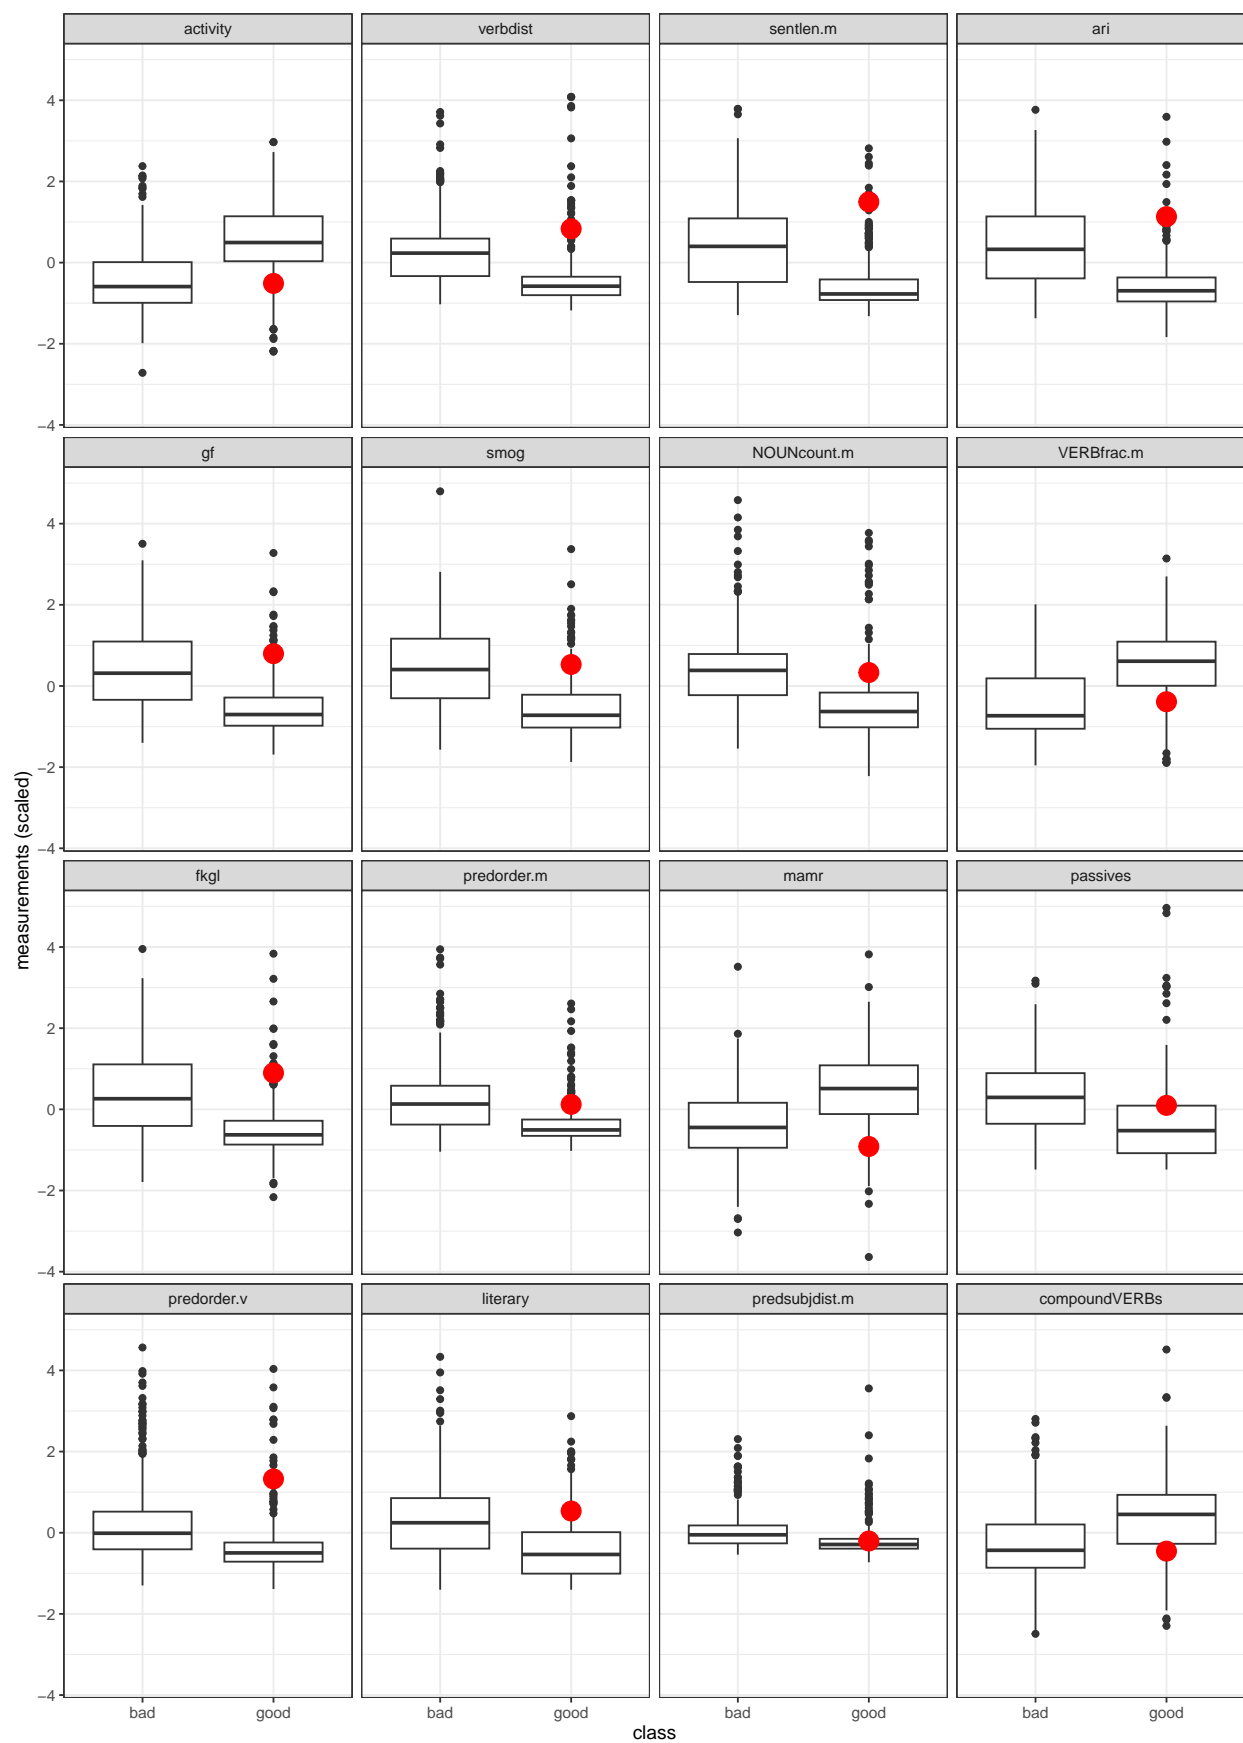 activity verbdist sentlen.m ari
4
2
0
−2
−4
gf smog NOUNcount.m VERBfrac.m
4
2
0
−2
−4
measurements (scaled)
fkgl predorder.m mamr passives
4
2
0
−2
−4
predorder.v literary predsubjdist.m compoundVERBs
4
2
0
−2
−4
bad good bad good bad good bad good
class